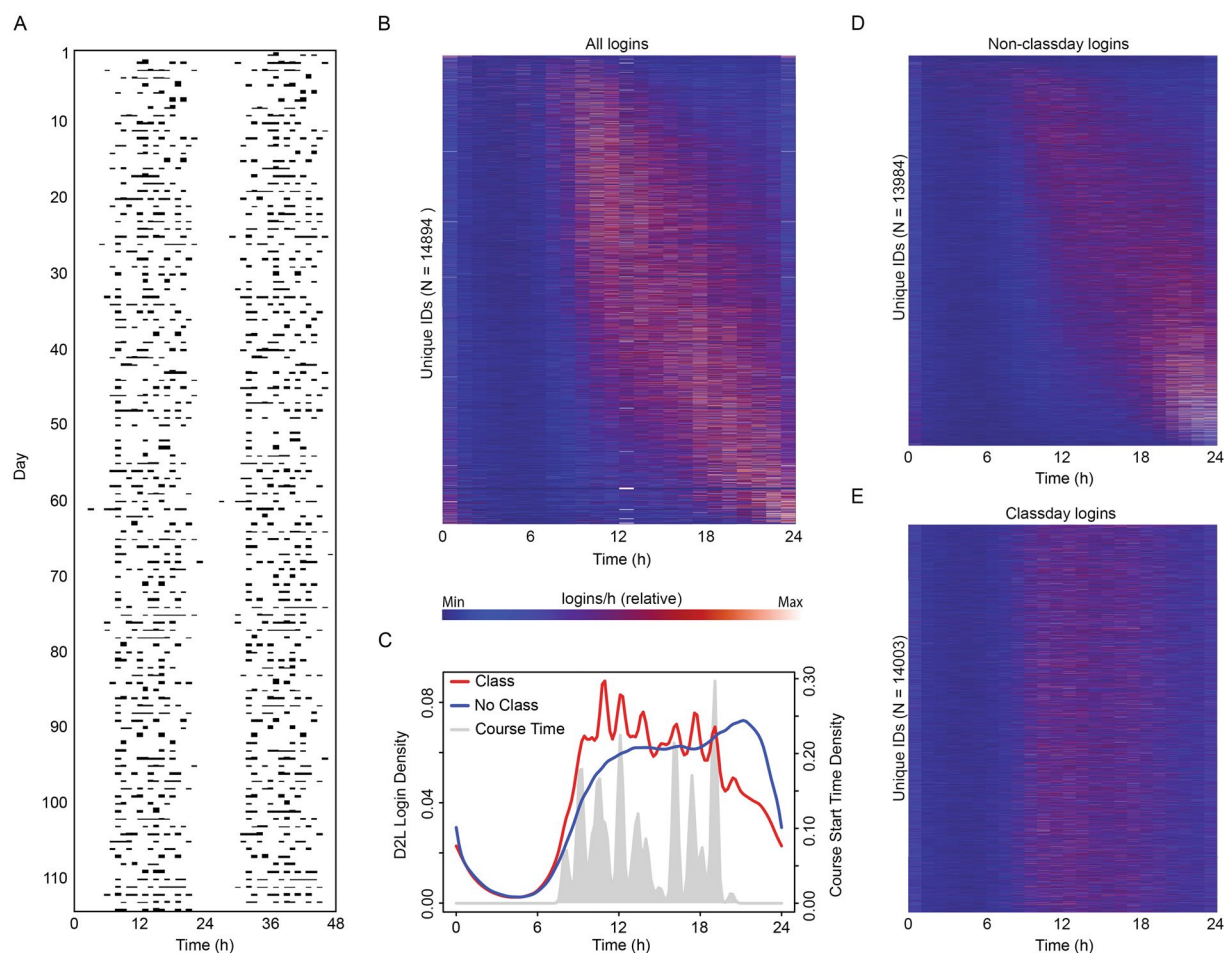 A
1
10
20
30
40
50
60
70
80
90
100
110
Day
0 12 24 36 48
Time (h)
B
All logins
Unique IDs (N = 14894 )
0 6 12 18 24
Time (h)
Min logins/h (relative) Max
C
Class
No Class
Course Time
0.08
0.04
0.00
D2L Login Density
0.30
0.20
0.10
0.00
Course Start Time Density
0 6 12 18 24
Time (h)
D
Non-classday logins
Unique IDs (N = 13984)
0 6 12 18 24
Time (h)
E
Classday logins
Unique IDs (N = 14003)
0 6 12 18 24
Time (h)